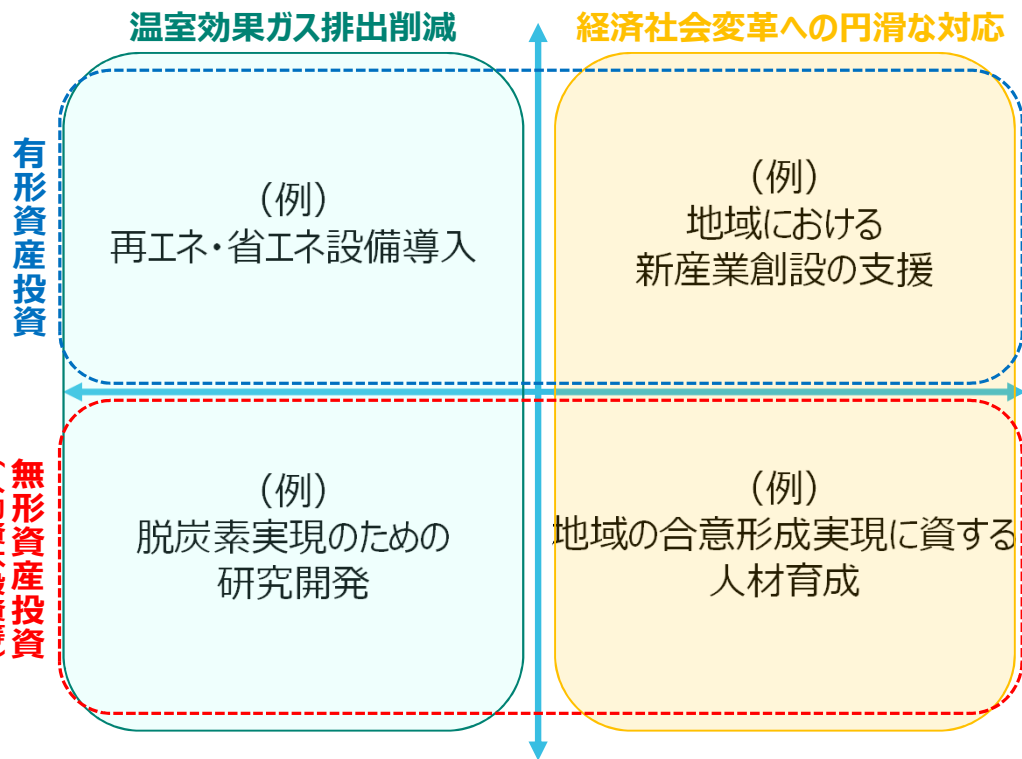 温室効果ガス排出削減
経済社会変革への円滑な対応
有形資産投資
（例）
再エネ・省エネ設備導入
（例）
地域における
新産業創設の支援
無形資産投資
（例）
脱炭素実現のための
研究開発
（例）
地域の合意形成実現に資する
人材育成